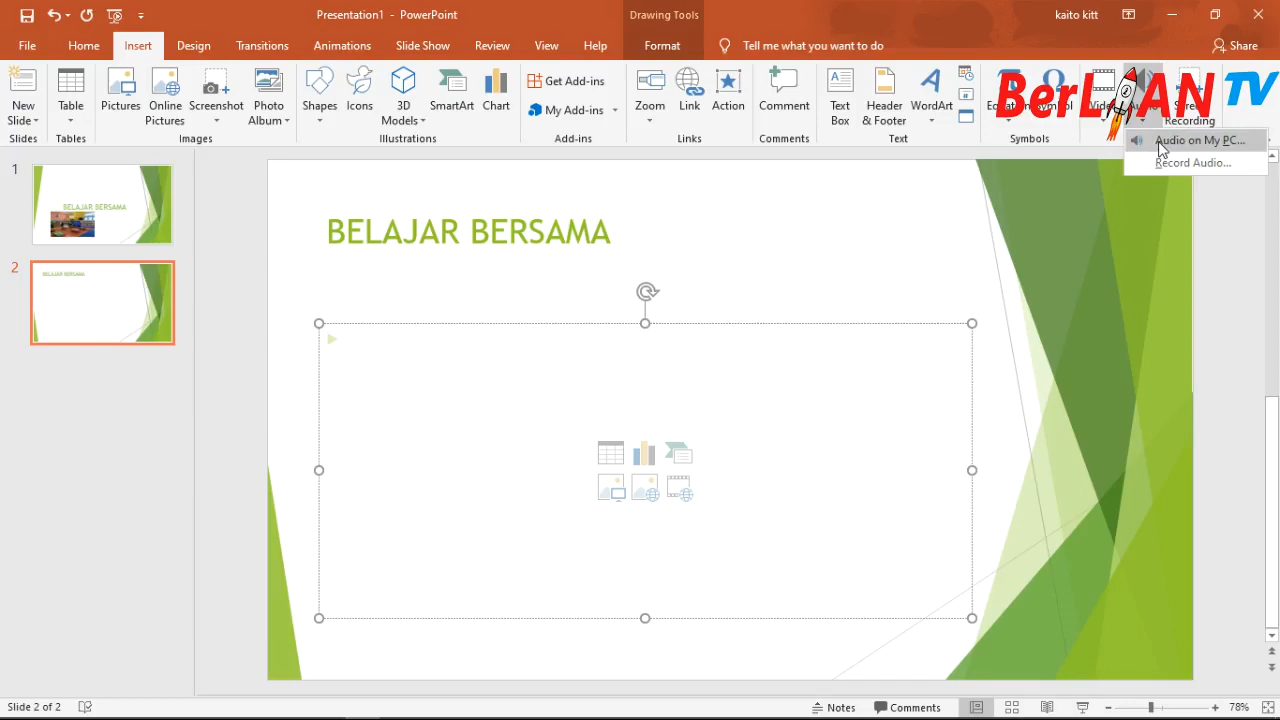 Presentation1 - PowerPoint
Drawing Tools
kaito kitt
File
Home
Insert
Design
Transitions
Animations
Slide Show
Review
View
Help
Format
Tell me what you want to do
Share
New
Slide
Table
Pictures
Online
Pictures
Screenshot
Photo
Album
Shapes
Icons
3D
Models
SmartArt
Chart
Get Add-ins
My Add-ins
Zoom
Link
Action
Comment
Text
Box
Header
& Footer
WordArt
Recording
BerLIAN TV
Slides
Tables
Images
Illustrations
Add-ins
Links
Comments
Text
Symbols
Audio on My PC...
Record Audio...
1
BELAJAR BERSAMA
2
BELAJAR BERSAMA
BELAJAR BERSAMA
Slide 2 of 2
Notes
Comments
78%